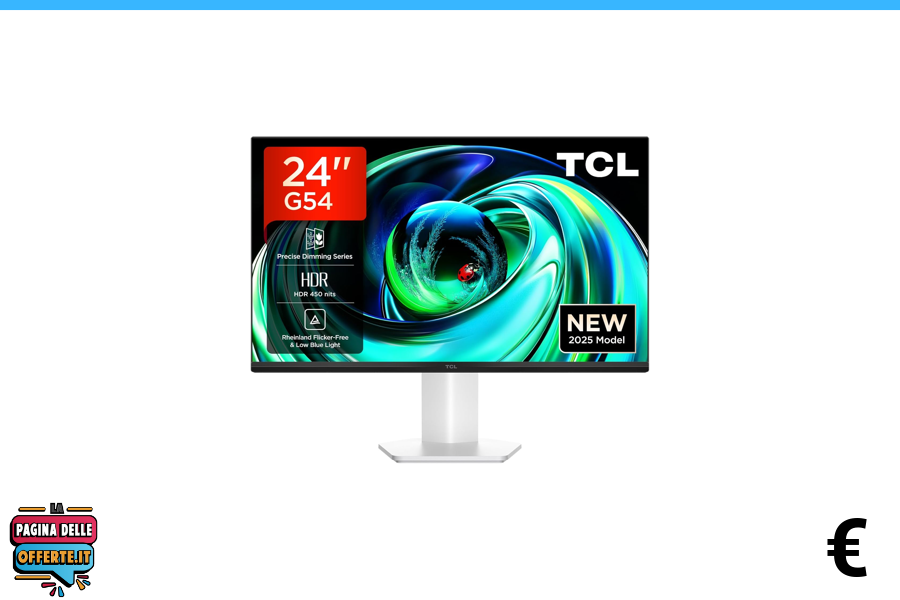 24"
G54
Precise Dimming Series
HDR
HDR 450 nits
Rheinland Flicker-Free
& Low Blue Light
TCL
NEW
2025 Model
TCL
LA
PAGINA DELLE
OFFERTE.IT
€